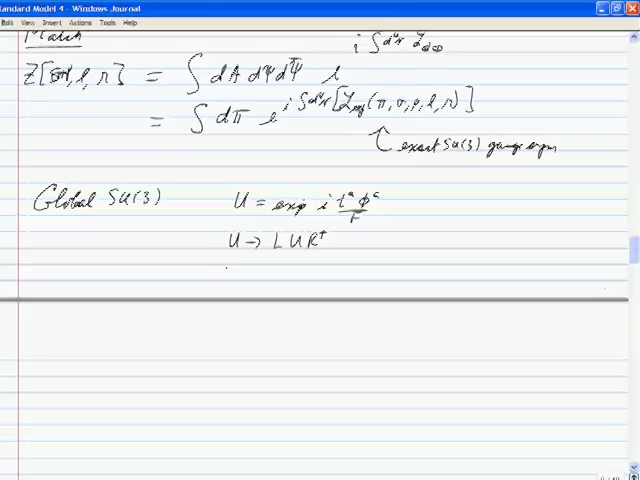 Standard Model 4 - Windows Journal
Edit View Insert Actions Tools Help
Match
i ∫ d⁴x ℒ_QCD
Z[s+p, l, r] = ∫ dA dψ dψ̄ e
= ∫ dπ e^{i ∫ d⁴x [ℒ_eff (π, σ, ρ, l, r)]}
exact SU(3) gauge sym
Global SU(3) U = exp i t^a φ^a / F
U → L U R†